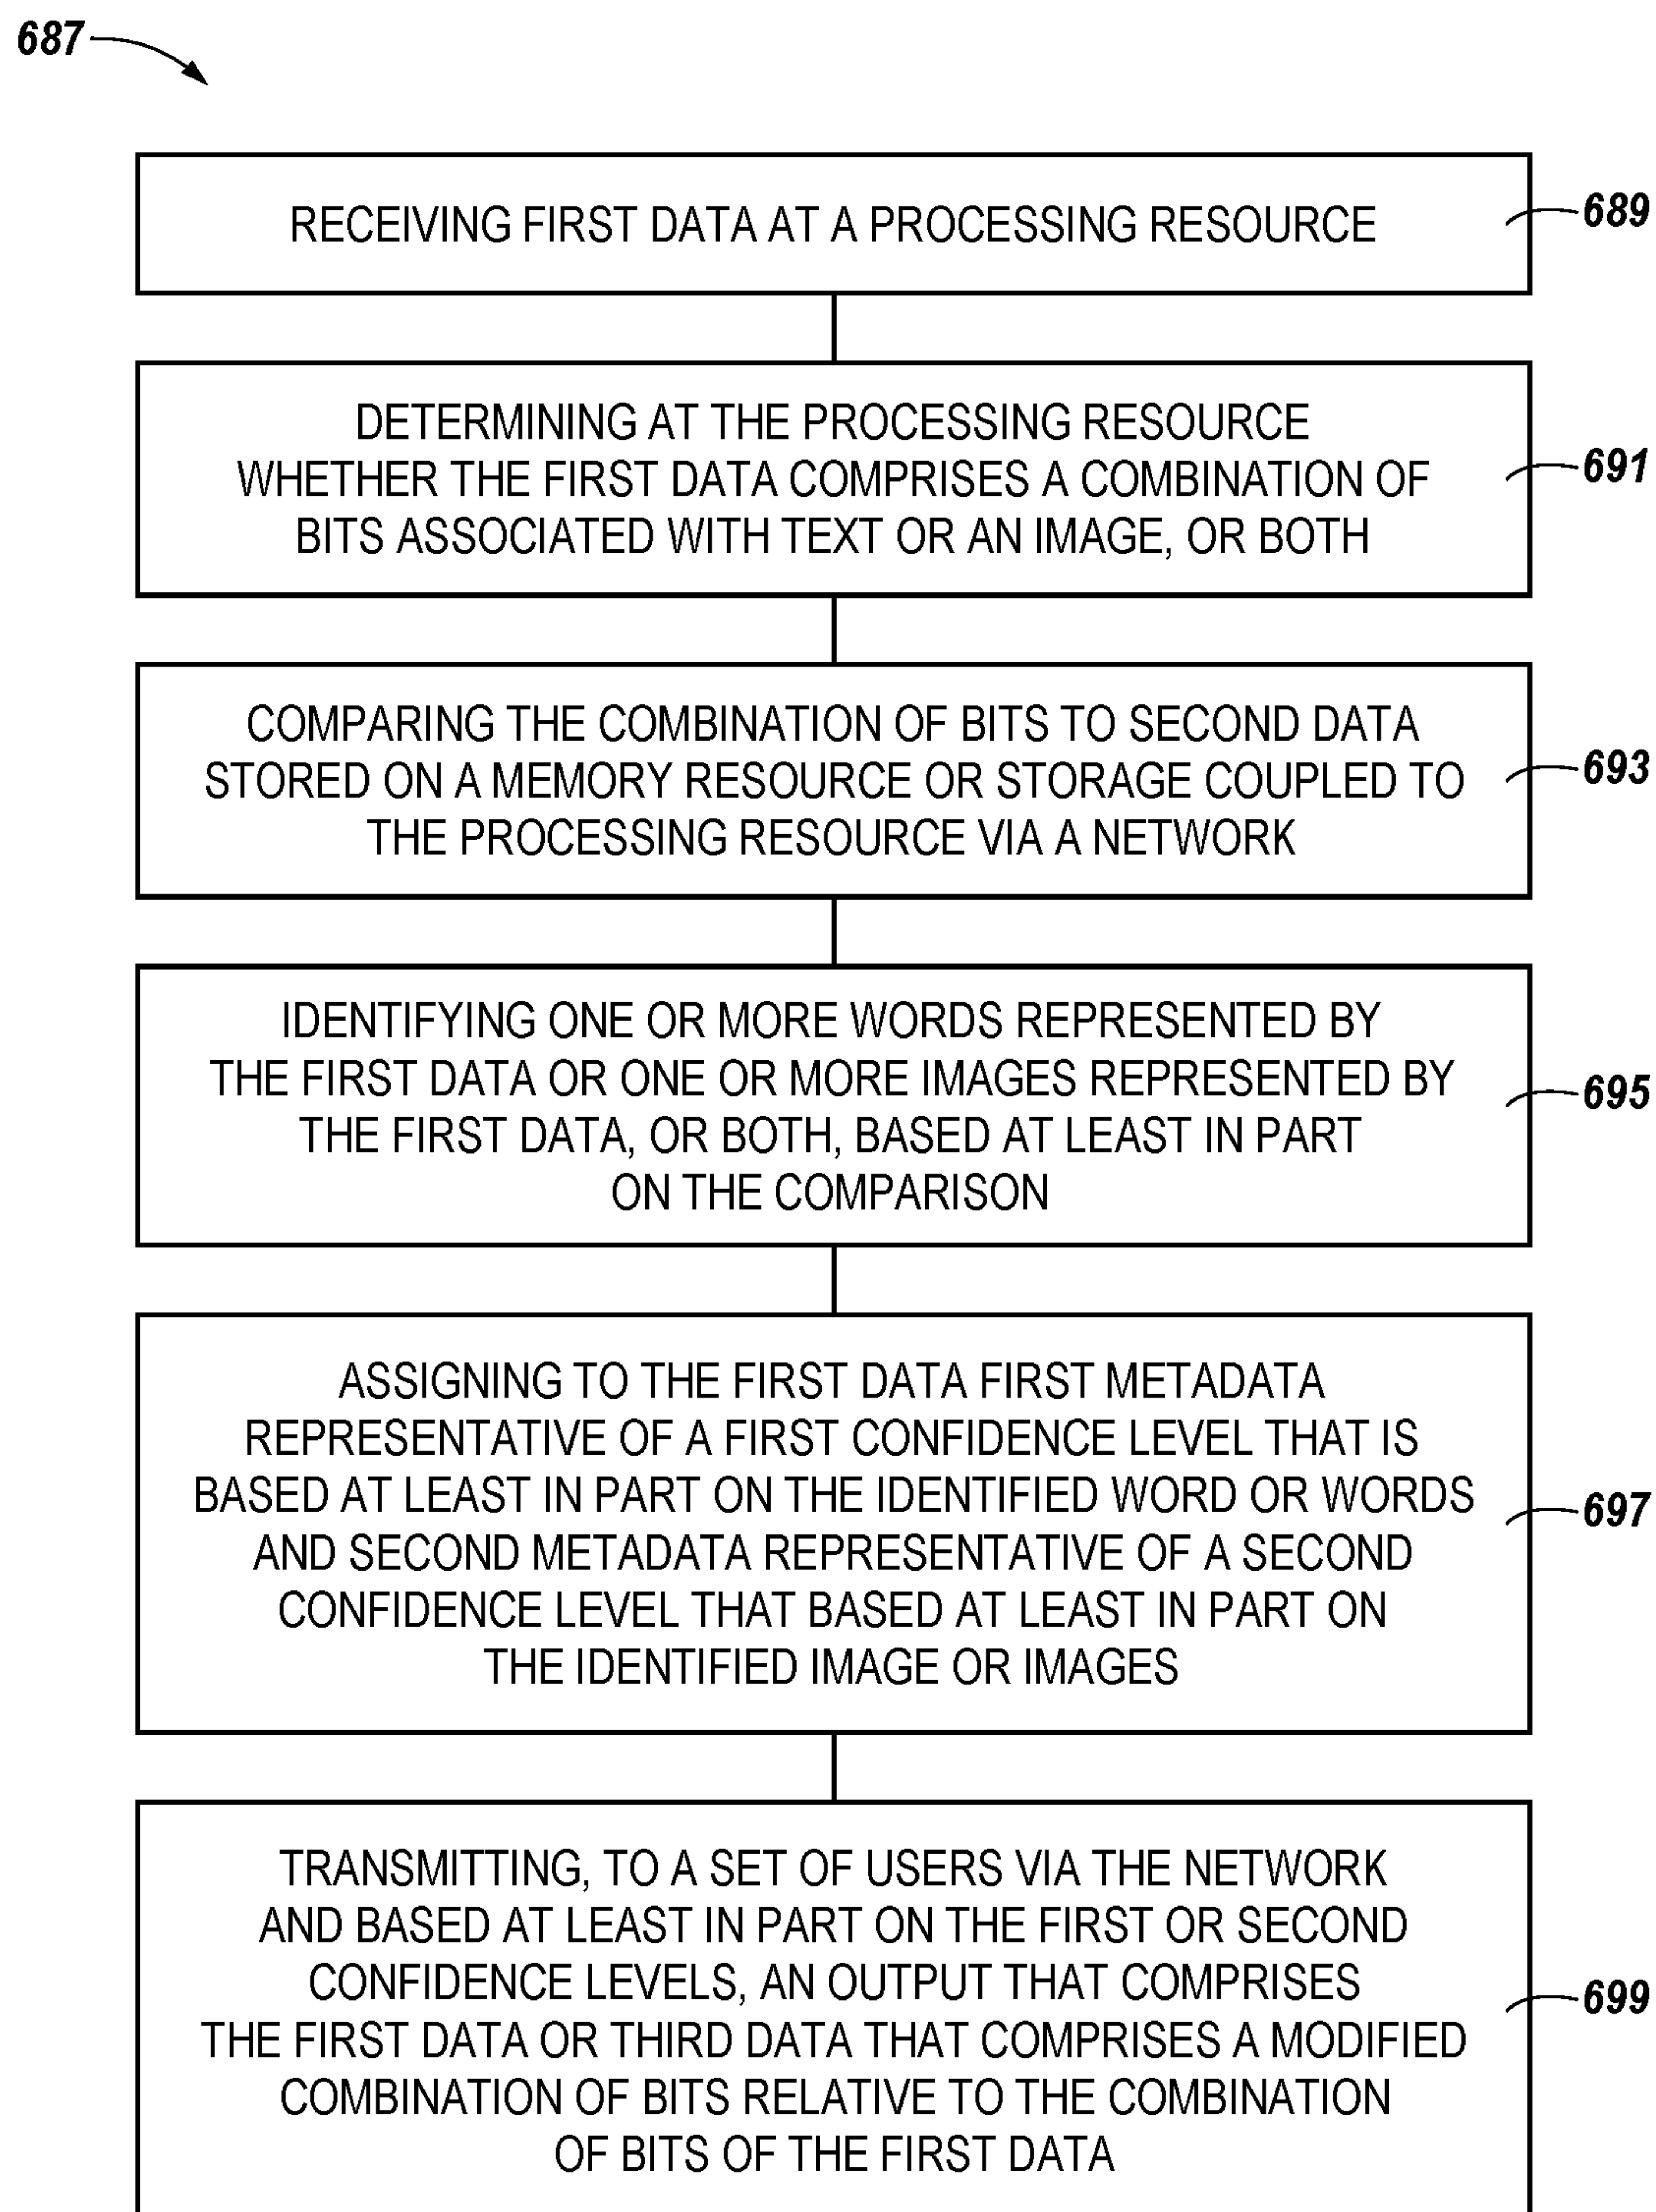 687
RECEIVING FIRST DATA AT A PROCESSING RESOURCE
689
DETERMINING AT THE PROCESSING RESOURCE
WHETHER THE FIRST DATA COMPRISES A COMBINATION OF
BITS ASSOCIATED WITH TEXT OR AN IMAGE, OR BOTH
691
COMPARING THE COMBINATION OF BITS TO SECOND DATA
STORED ON A MEMORY RESOURCE OR STORAGE COUPLED TO
THE PROCESSING RESOURCE VIA A NETWORK
693
IDENTIFYING ONE OR MORE WORDS REPRESENTED BY
THE FIRST DATA OR ONE OR MORE IMAGES REPRESENTED BY
THE FIRST DATA, OR BOTH, BASED AT LEAST IN PART
ON THE COMPARISON
695
ASSIGNING TO THE FIRST DATA FIRST METADATA
REPRESENTATIVE OF A FIRST CONFIDENCE LEVEL THAT IS
BASED AT LEAST IN PART ON THE IDENTIFIED WORD OR WORDS
AND SECOND METADATA REPRESENTATIVE OF A SECOND
CONFIDENCE LEVEL THAT BASED AT LEAST IN PART ON
THE IDENTIFIED IMAGE OR IMAGES
697
TRANSMITTING, TO A SET OF USERS VIA THE NETWORK
AND BASED AT LEAST IN PART ON THE FIRST OR SECOND
CONFIDENCE LEVELS, AN OUTPUT THAT COMPRISES
THE FIRST DATA OR THIRD DATA THAT COMPRISES A MODIFIED
COMBINATION OF BITS RELATIVE TO THE COMBINATION
OF BITS OF THE FIRST DATA
699